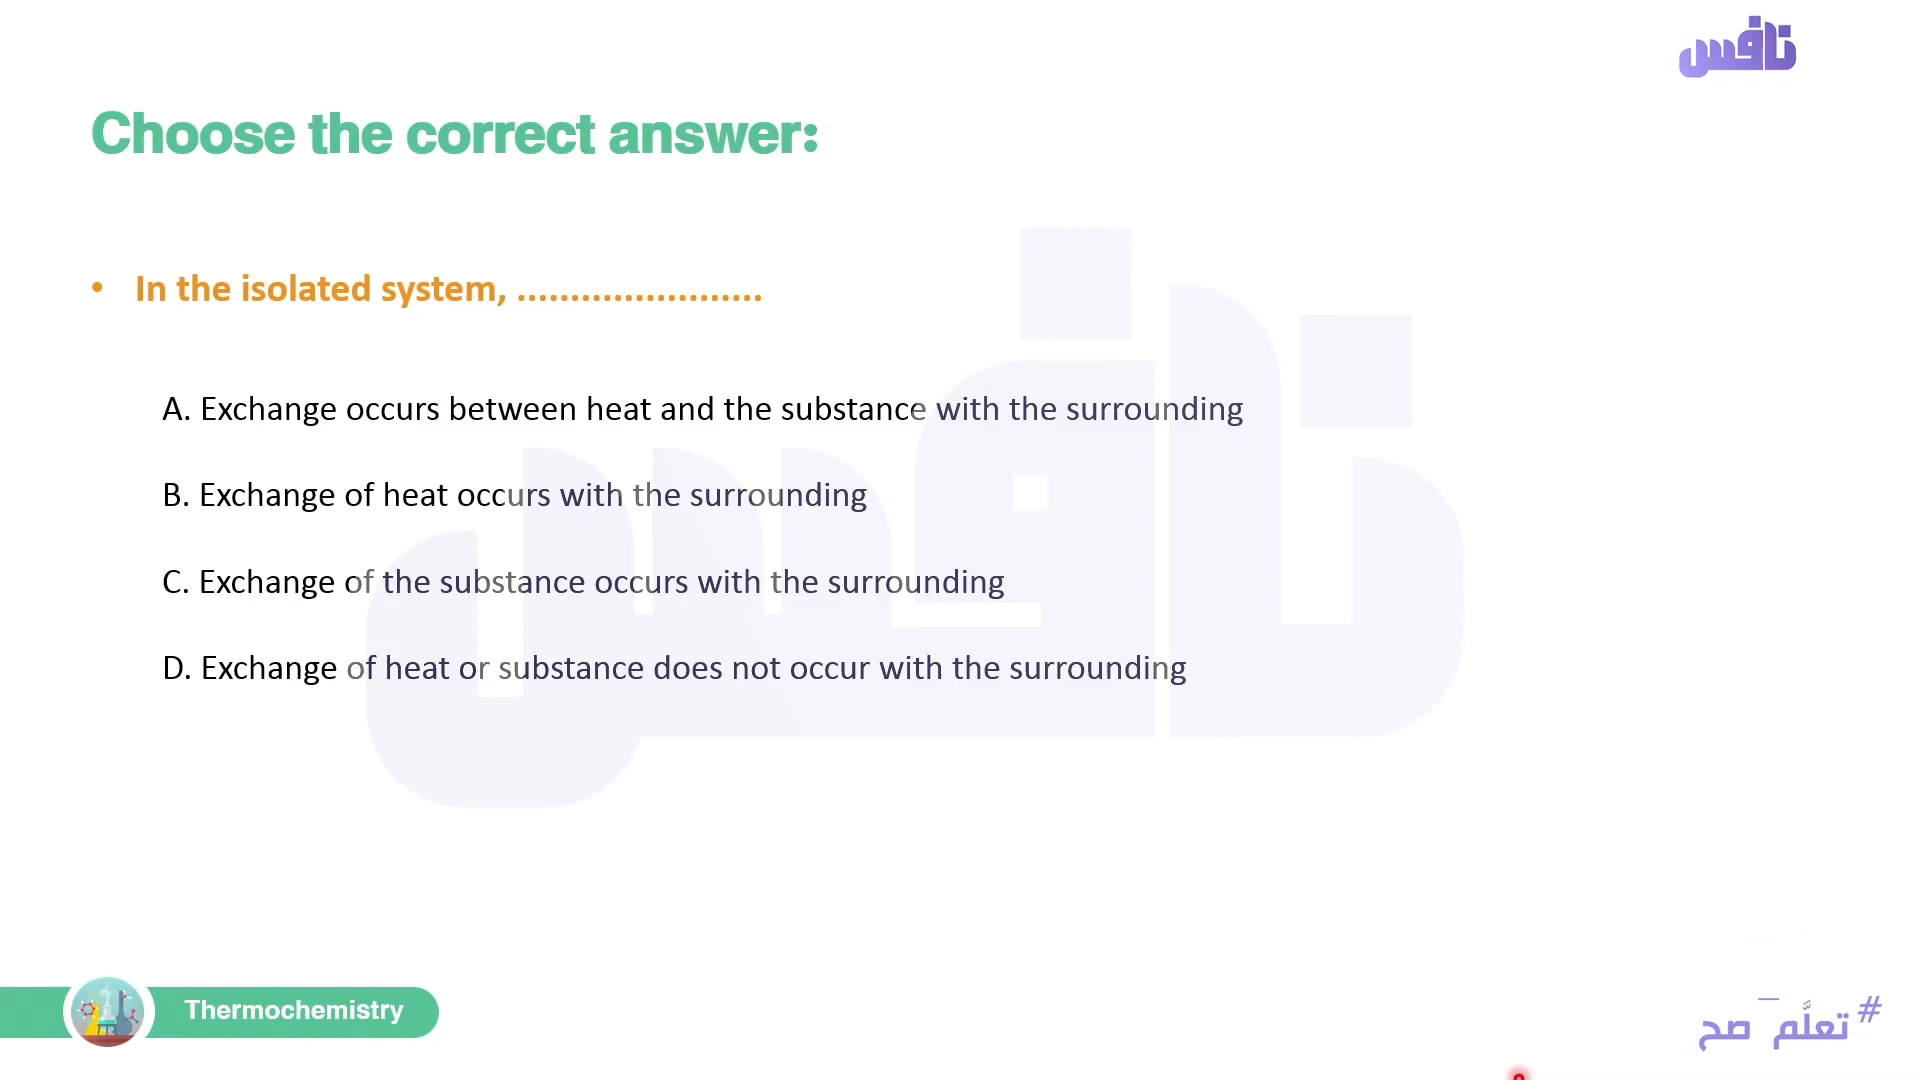 نافس
Choose the correct answer:
• In the isolated system, .......................
A. Exchange occurs between heat and the substance with the surrounding
B. Exchange of heat occurs with the surrounding
C. Exchange of the substance occurs with the surrounding
D. Exchange of heat or substance does not occur with the surrounding
نافس
Thermochemistry
#تعلَّم_صح